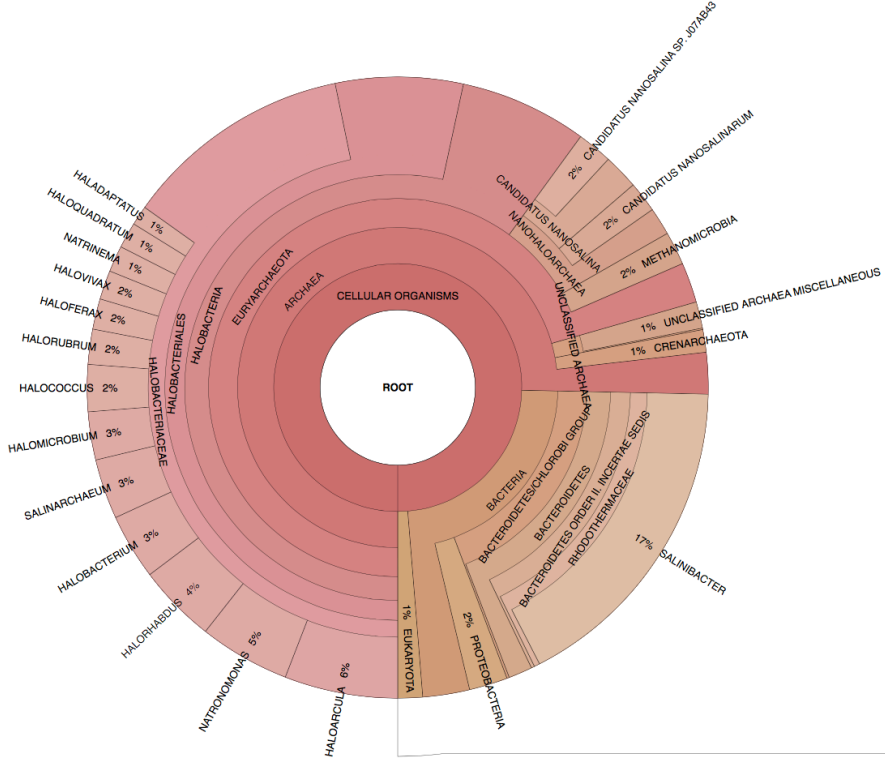 CANDIDATUS NANOSALINA SP. J07AB43
2%
CANDIDATUS NANOSALINARUM
2%
METHANOMICROBIA
2%
UNCLASSIFIED ARCHAEA MISCELLANEOUS
1%
CRENARCHAEOTA
1%
CANDIDATUS NANOSALINA
NANOHALOARCHAEA
UNCLASSIFIED ARCHAEA
HALADAPTATUS 1%
HALOQUADRATUM 1%
NATRINEMA 1%
HALOVIVAX 2%
HALOFERAX 2%
HALORUBRUM 2%
HALOCOCCUS 2%
HALOMICROBIUM 3%
SALINARCHAEUM 3%
HALOBACTERIUM 3%
HALORHABDUS 4%
NATRONOMONAS 5%
HALOARCULA 6%
HALOBACTERIACEAE
HALOBACTERIALES
HALOBACTERIA
EURYARCHAEOTA
ARCHAEA
CELLULAR ORGANISMS
ROOT
BACTERIA
BACTEROIDETES/CHLOROBI GROUP
BACTEROIDETES
BACTEROIDETES ORDER II. INCERTAE SEDIS
RHODOTHERMACEAE
17% SALINIBACTER
2% PROTEOBACTERIA
1% EUKARYOTA